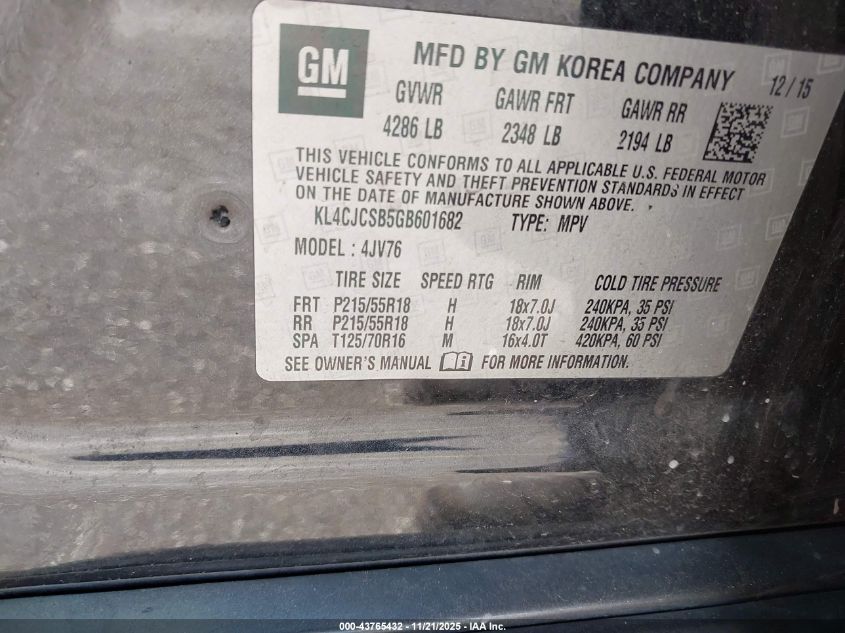 GM
MFD BY GM KOREA COMPANY 12/15
GVWR GAWR FRT GAWR RR
4286 LB 2348 LB 2194 LB
THIS VEHICLE CONFORMS TO ALL APPLICABLE U.S. FEDERAL MOTOR
VEHICLE SAFETY AND THEFT PREVENTION STANDARDS IN EFFECT
ON THE DATE OF MANUFACTURE SHOWN ABOVE.
KL4CJCSB5GB601682 TYPE: MPV
MODEL : 4JV76
TIRE SIZE SPEED RTG RIM COLD TIRE PRESSURE
FRT P215/55R18 H 18x7.0J 240KPA, 35 PSI
RR P215/55R18 H 18x7.0J 240KPA, 35 PSI
SPA T125/70R16 M 16x4.0T 420KPA, 60 PSI
SEE OWNER'S MANUAL FOR MORE INFORMATION.
000-43765432 - 11/21/2025 - IAA Inc.